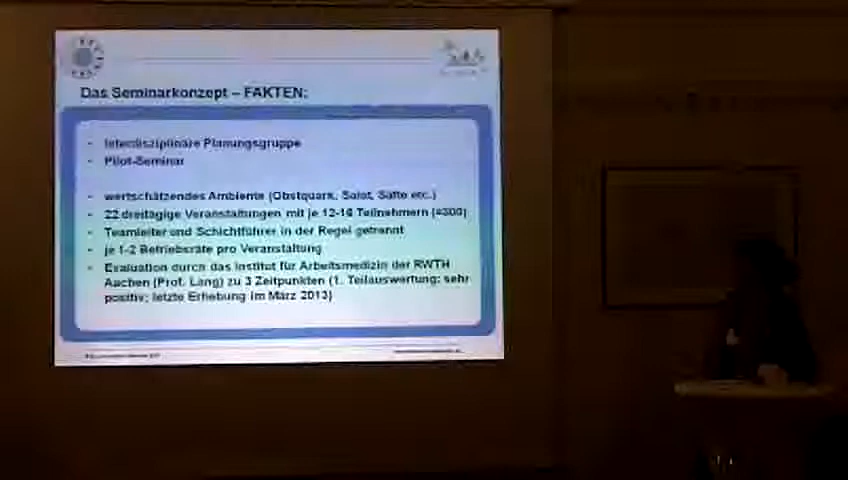 Das Seminarkonzept – FAKTEN:
- Interdisziplinäre Planungsgruppe
- Pilot-Seminar
- wertschätzendes Ambiente (Obstquark, Salat, Säfte etc.)
- 22 dreitägige Veranstaltungen mit je 12-16 Teilnehmern (≈300)
- Teamleiter und Schichtführer in der Regel getrennt
- je 1-2 Betriebsräte pro Veranstaltung
- Evaluation durch das Institut für Arbeitsmedizin der RWTH
Aachen (Prof. Lang) zu 3 Zeitpunkten (1. Teilauswertung: sehr
positiv; letzte Erhebung im März 2013)